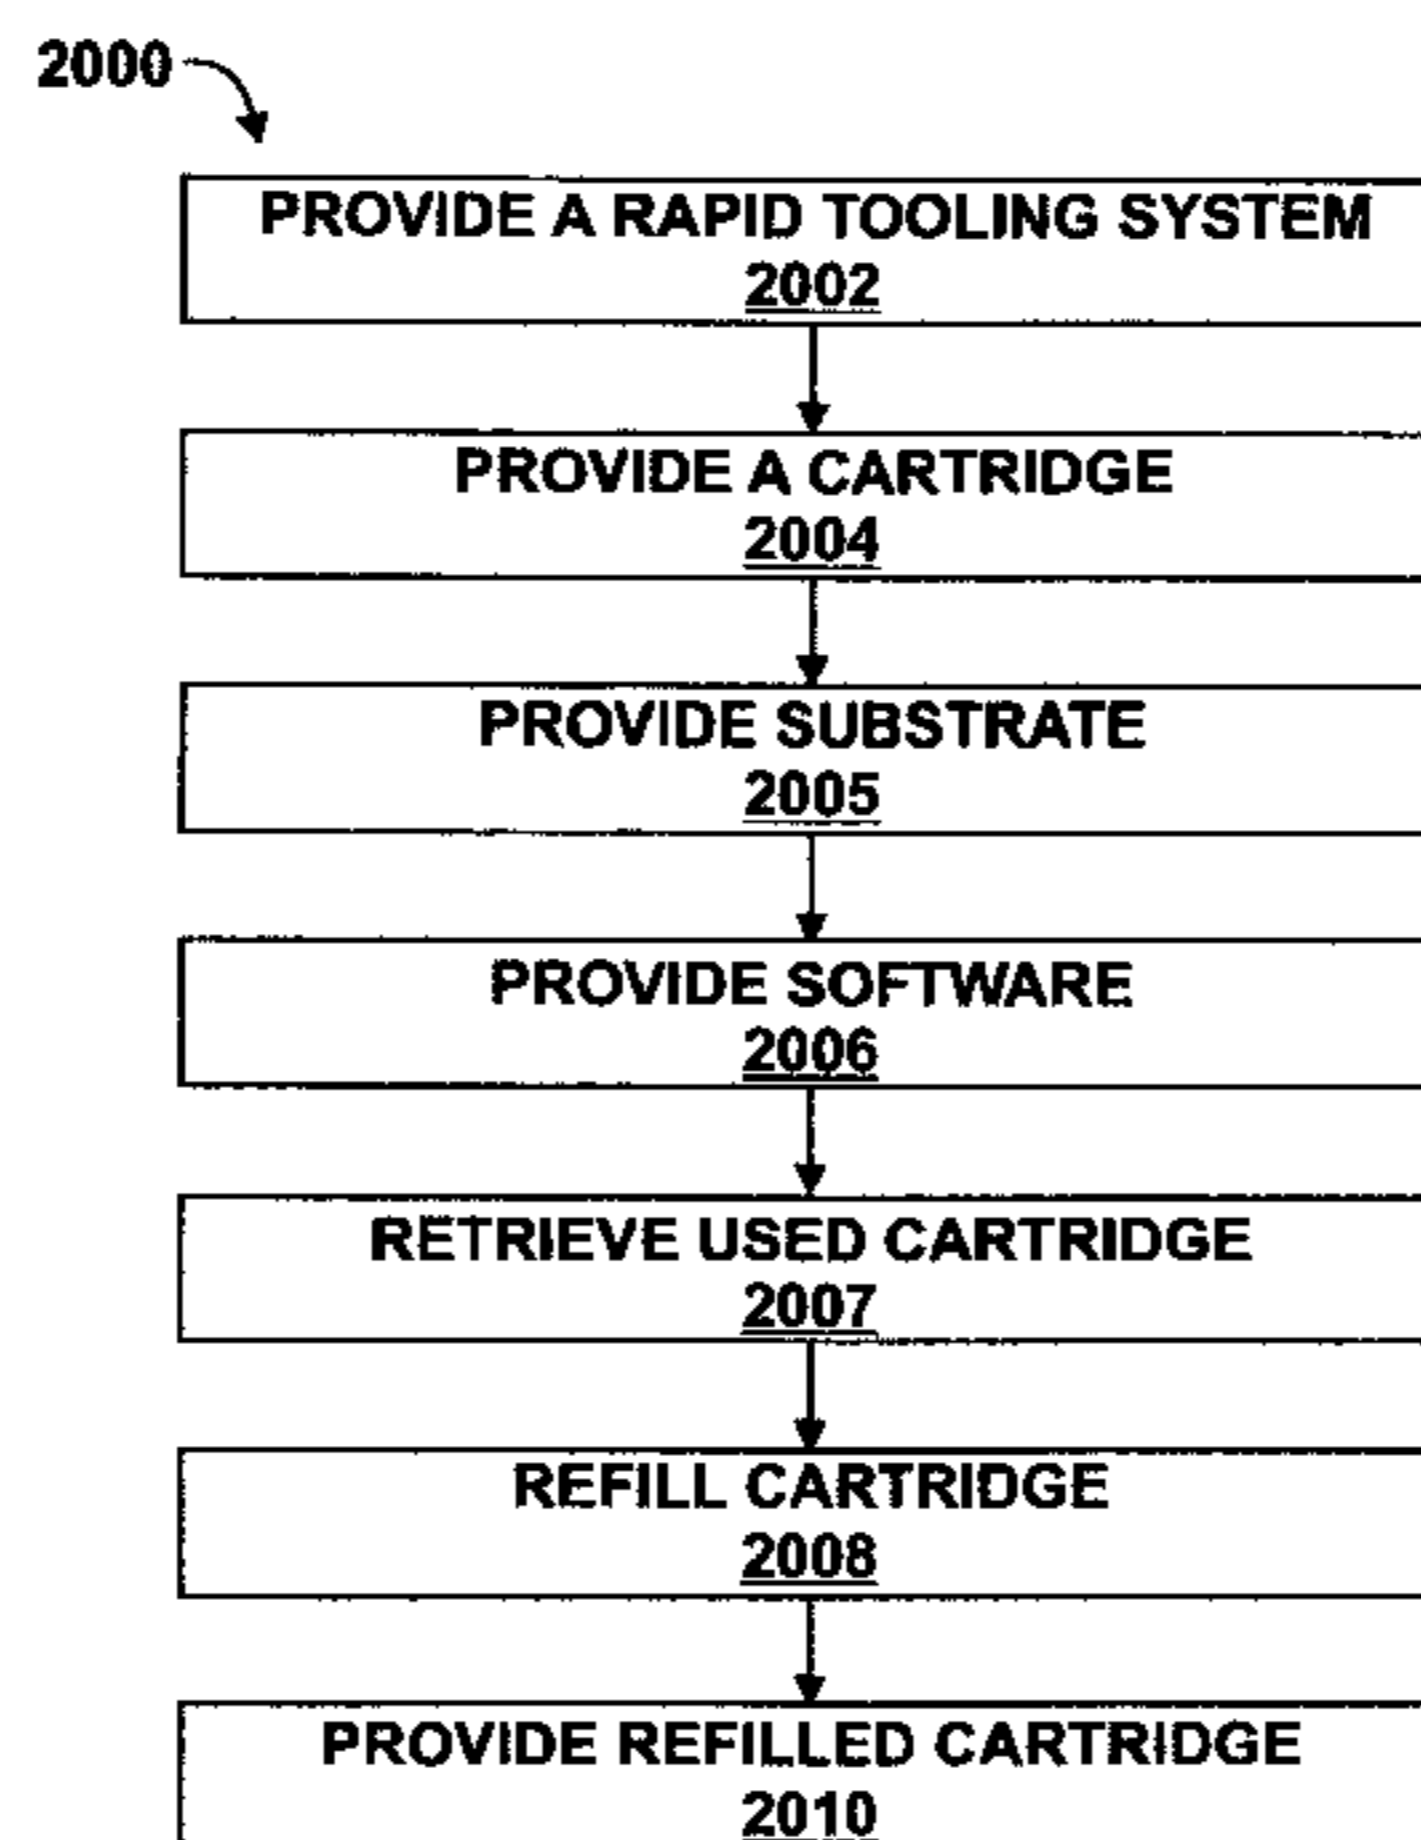 2000
PROVIDE A RAPID TOOLING SYSTEM
2002
PROVIDE A CARTRIDGE
2004
PROVIDE SUBSTRATE
2005
PROVIDE SOFTWARE
2006
RETRIEVE USED CARTRIDGE
2007
REFILL CARTRIDGE
2008
PROVIDE REFILLED CARTRIDGE
2010